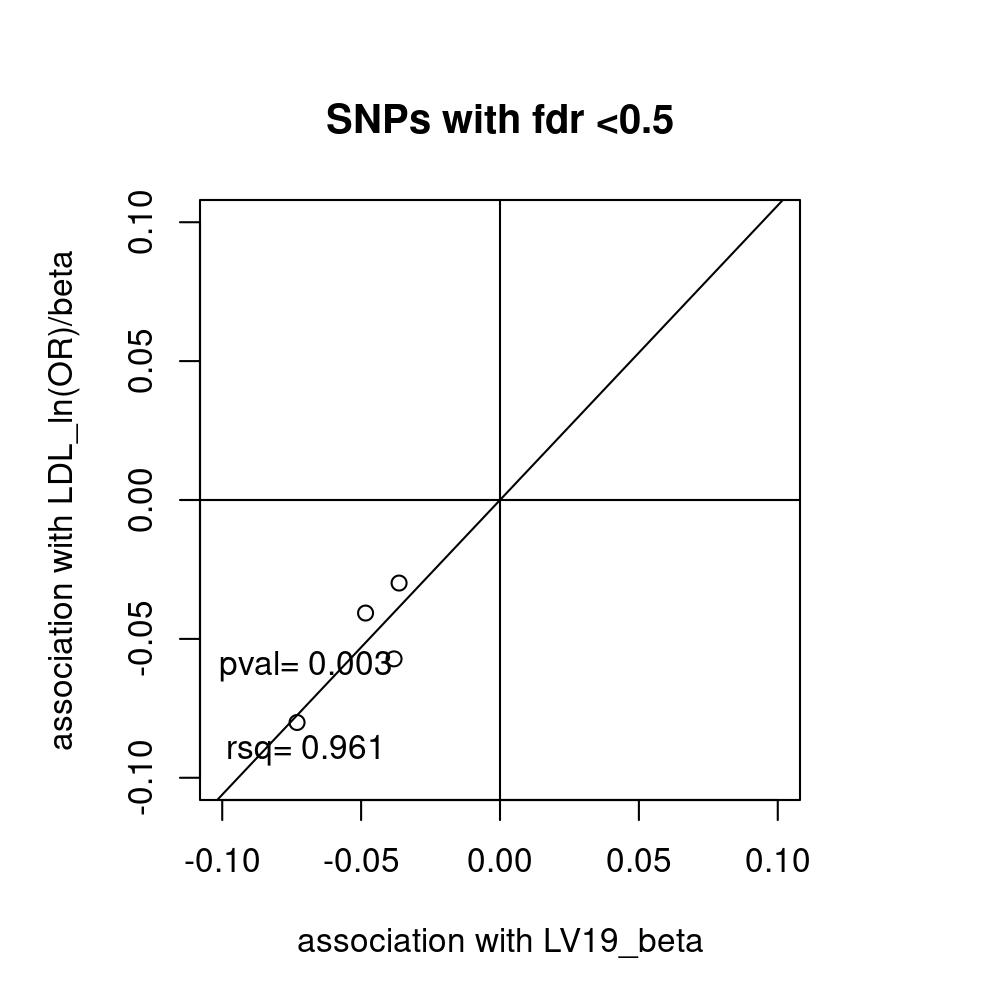 SNPs with fdr <0.5
association with LDL_ln(OR)/beta
0.10
0.05
0.00
-0.05
-0.10
pval= 0.003
rsq= 0.961
-0.10 -0.05 0.00 0.05 0.10
association with LV19_beta